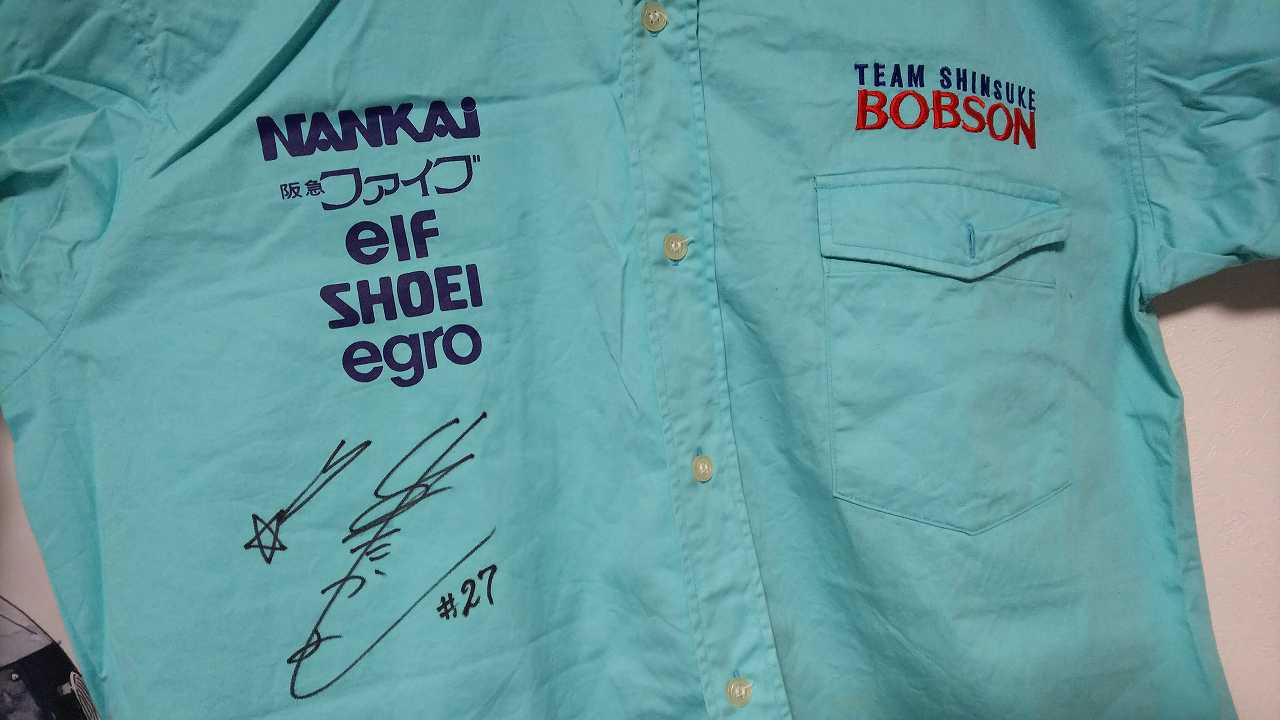 NANKAi
阪急ファイブ
elf
SHOEI
egro
TEAM SHINSUKE
BOBSON
#27